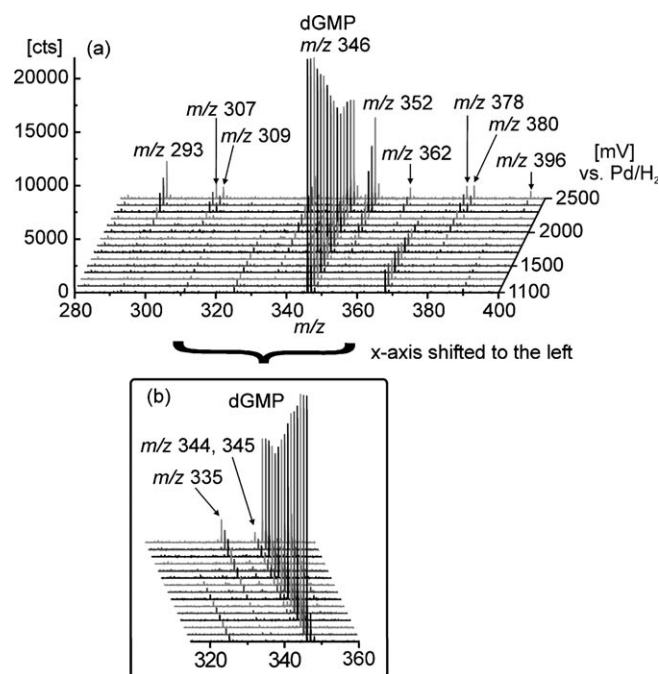 dGMP
[cts] (a) m/z 346
20000
m/z 307 m/z 352 m/z 378
15000 m/z 309 m/z 380
m/z 293 m/z 362 m/z 396 [mV]
vs. Pd/H2
10000 2500
5000 2000
1500
0 1100
280 300 320 340 360 380 400
m/z
x-axis shifted to the left
(b) dGMP
m/z 344, 345
m/z 335
320 340 360